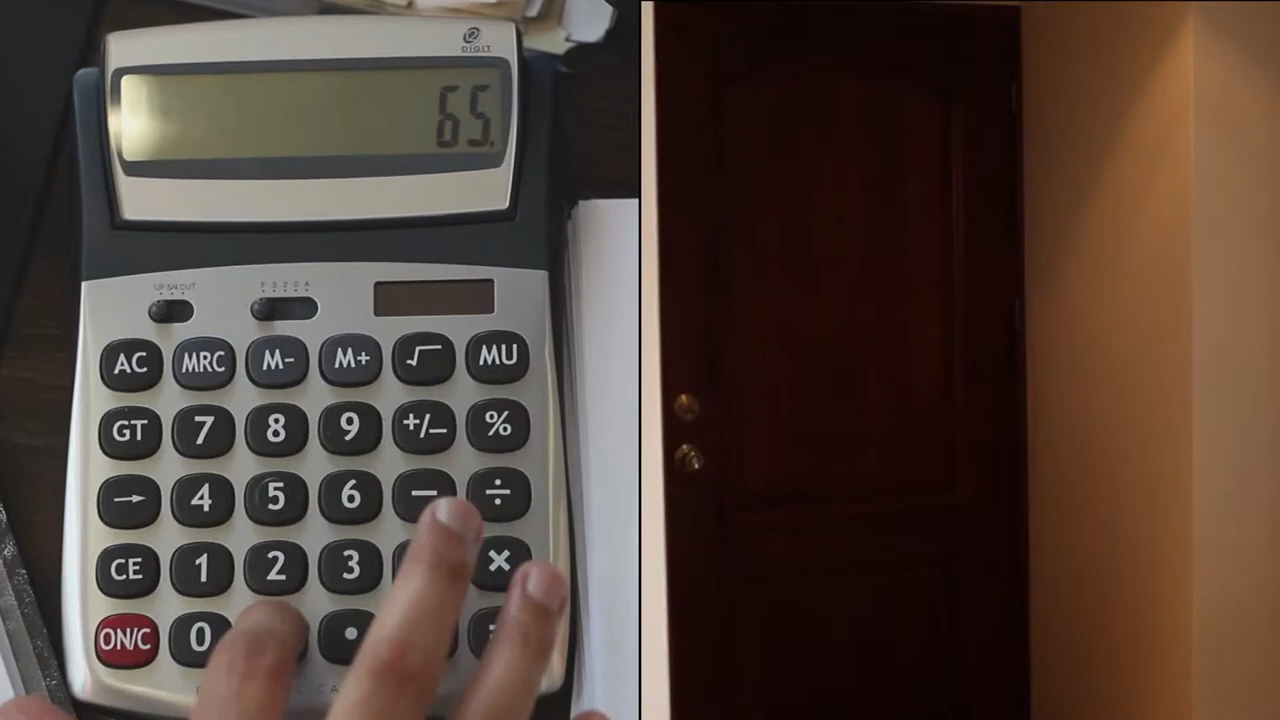 12
DIGIT
65.
UP 5/4 CUT
F 3 2 0 A
AC MRC M- M+ √ MU
GT 7 8 9 +/- %
→ 4 5 6 - ÷
CE 1 2 3 ×
ON/C 0 •